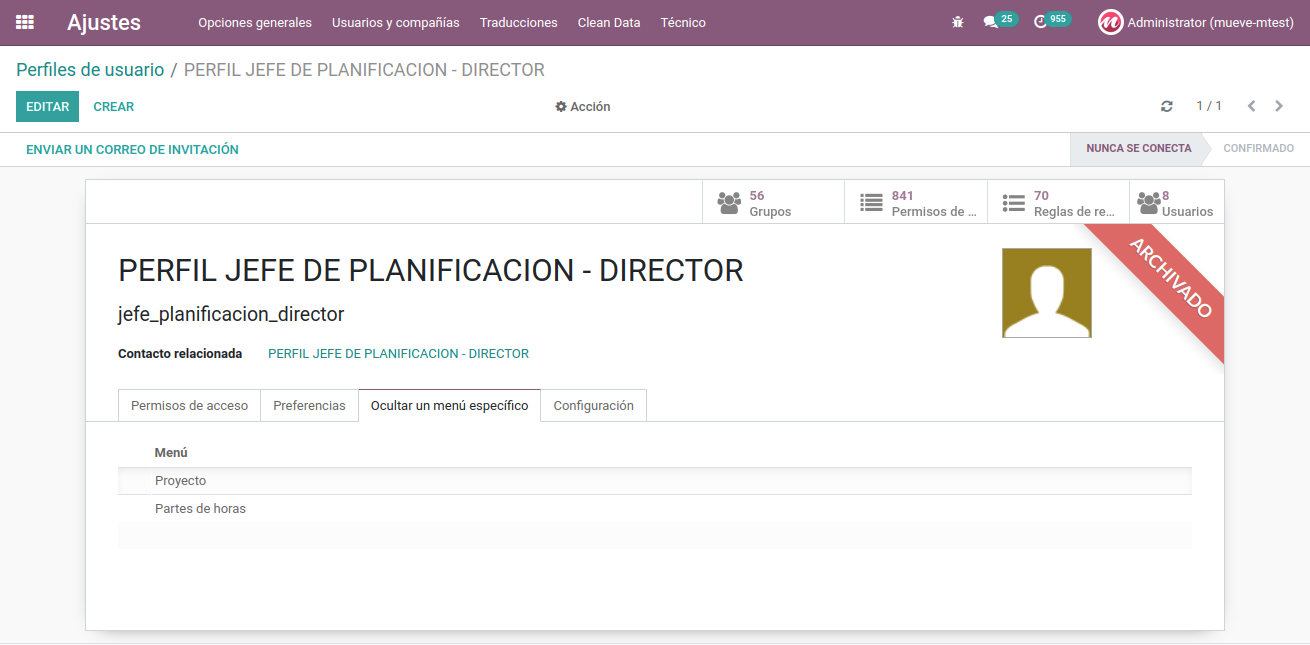 Ajustes Opciones generales Usuarios y compañías Traducciones Clean Data Técnico 25 955 Administrator (mueve-mtest)
Perfiles de usuario / PERFIL JEFE DE PLANIFICACION - DIRECTOR
EDITAR CREAR Acción 1 / 1
ENVIAR UN CORREO DE INVITACIÓN NUNCA SE CONECTA CONFIRMADO
56 841 70 8
Grupos Permisos de ... Reglas de re... Usuarios
ARCHIVADO
PERFIL JEFE DE PLANIFICACION - DIRECTOR
jefe_planificacion_director
Contacto relacionada PERFIL JEFE DE PLANIFICACION - DIRECTOR
Permisos de acceso Preferencias Ocultar un menú específico Configuración
Menú
Proyecto
Partes de horas